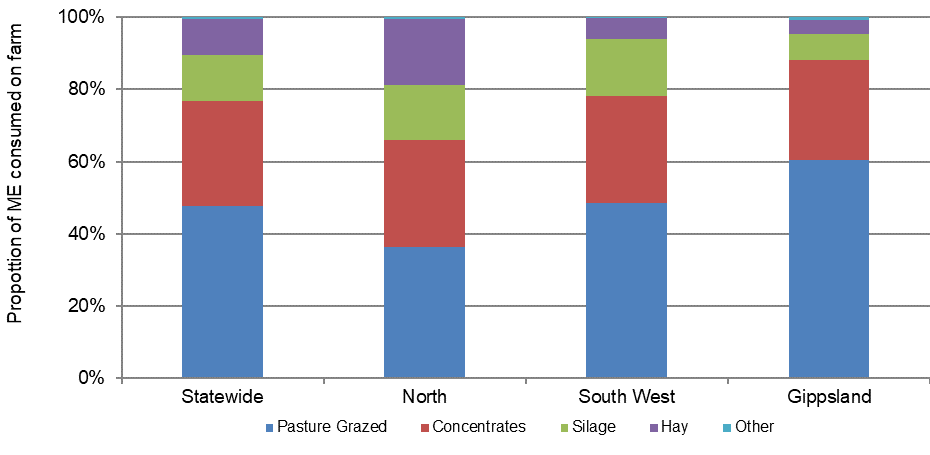 Propottion of ME consumed on farm
100%
80%
60%
40%
20%
0%
Statewide North South West Gippsland
Pasture Grazed Concentrates Silage Hay Other